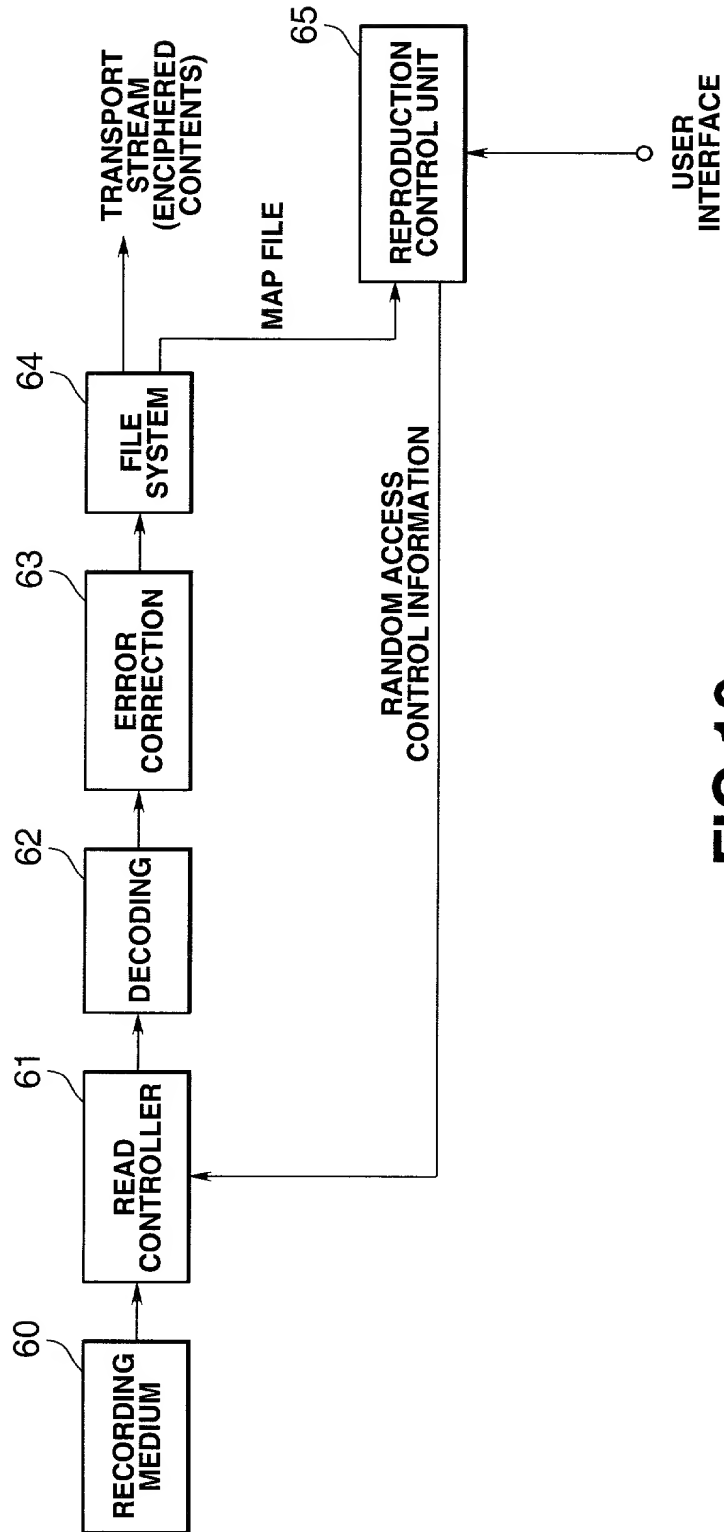 60
RECORDING
MEDIUM
61
READ
CONTROLLER
62
DECODING
63
ERROR
CORRECTION
64
FILE
SYSTEM
TRANSPORT
STREAM
(ENCIPHERED
CONTENTS)
MAP FILE
65
REPRODUCTION
CONTROL UNIT
RANDOM ACCESS
CONTROL INFORMATION
USER
INTERFACE